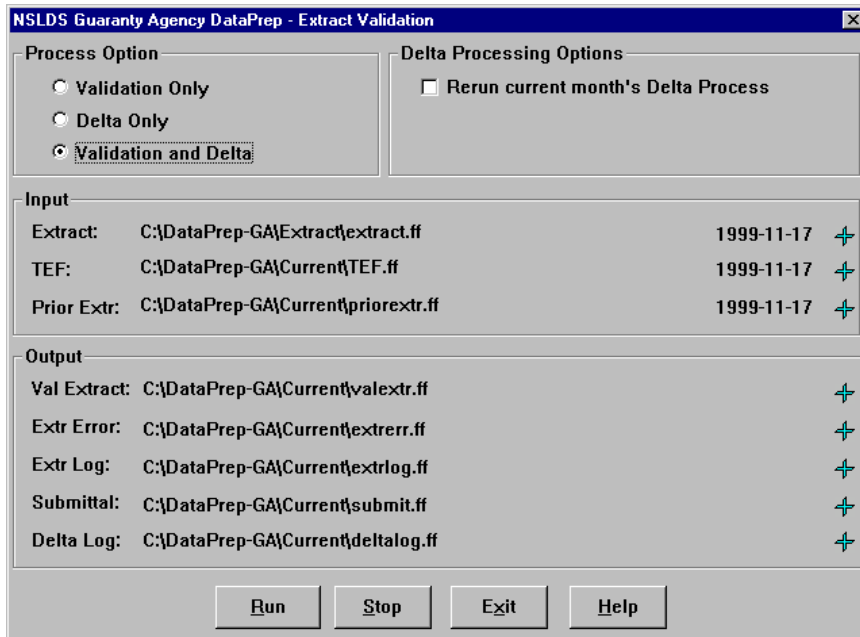 NSLDS Guaranty Agency DataPrep - Extract Validation
Process Option
Validation Only
Delta Only
Validation and Delta
Delta Processing Options
Rerun current month's Delta Process
Input
Extract: C:\DataPrep-GA\Extract\extract.ff 1999-11-17
TEF: C:\DataPrep-GA\Current\TEF.ff 1999-11-17
Prior Extr: C:\DataPrep-GA\Current\priorextr.ff 1999-11-17
Output
Val Extract: C:\DataPrep-GA\Current\valextr.ff
Extr Error: C:\DataPrep-GA\Current\extrerr.ff
Extr Log: C:\DataPrep-GA\Current\extrlog.ff
Submittal: C:\DataPrep-GA\Current\submit.ff
Delta Log: C:\DataPrep-GA\Current\deltalog.ff
Run Stop Exit Help